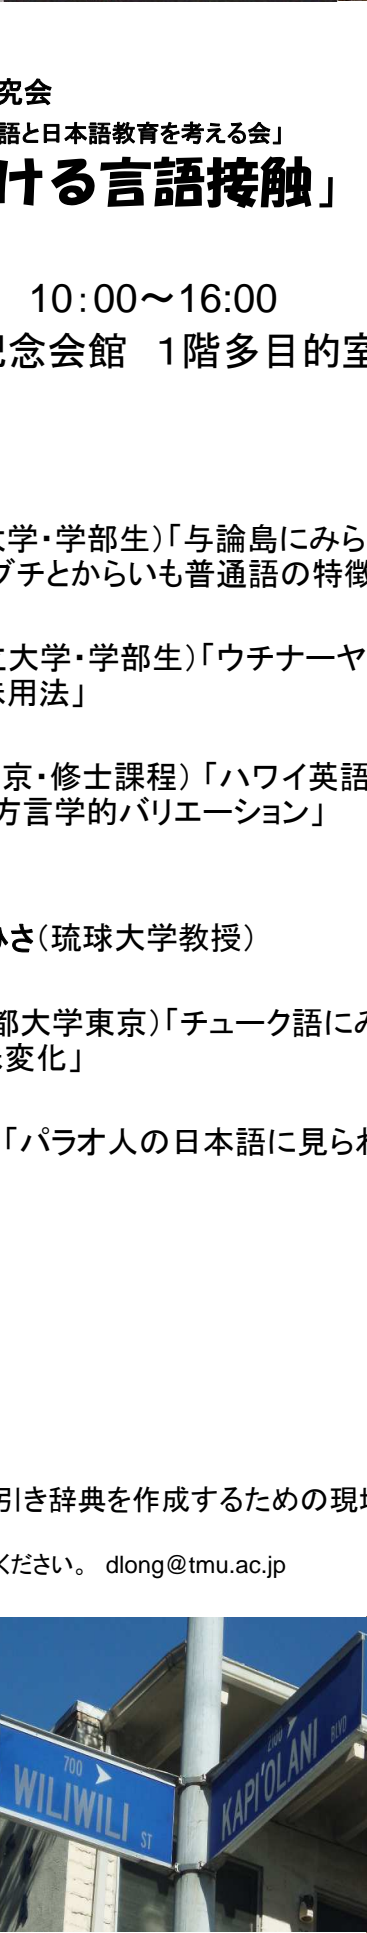 究会
語と日本語教育を考える会」
ける言語接触」
10:00～16:00
記念会館　1階多目的室
大学・学部生）「与論島にみら
ブチとからいも普通語の特徴
立大学・学部生）「ウチナーヤ
用法」
京・修士課程）「ハワイ英語
方言学的バリエーション」
ひさ（琉球大学教授）
都大学東京）「チューク語にみ
変化」
「パラオ人の日本語に見られ
引き辞典を作成するための現地
ください。 dlong@tmu.ac.jp
700
WILIWILI ST
2100
KAPI'OLANI BLVD